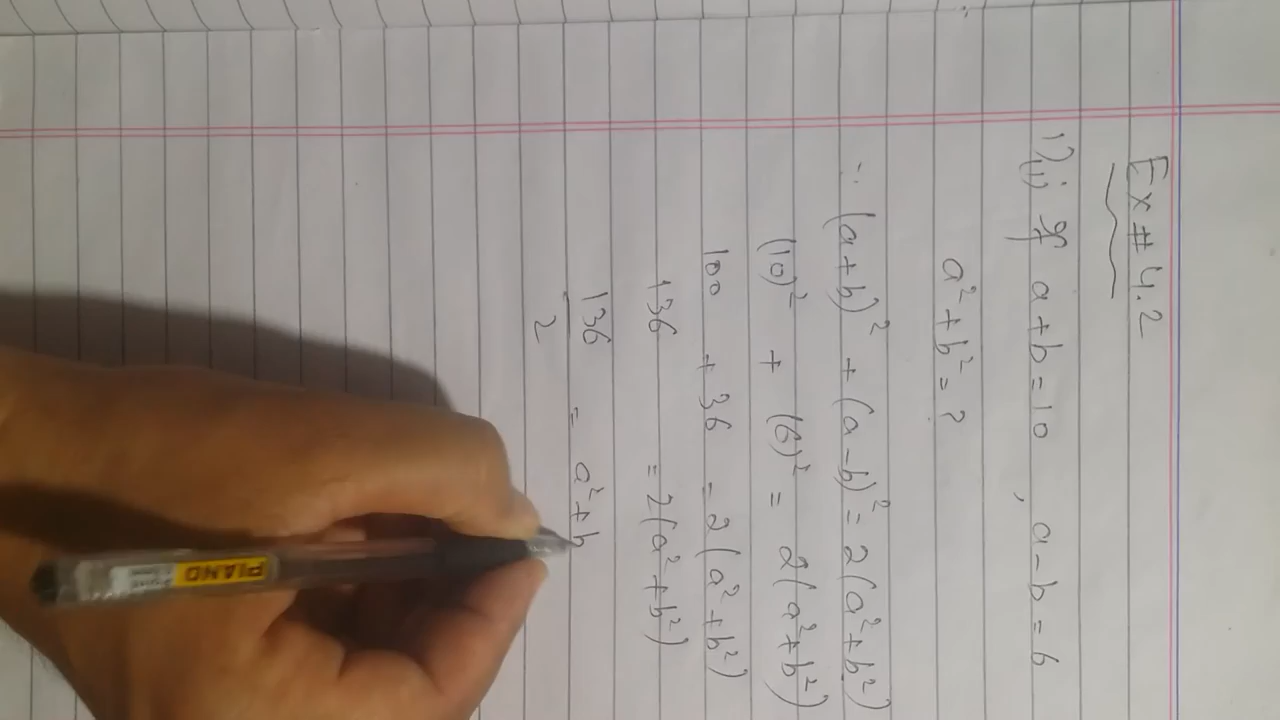 Ex # 4.2
1)(i) If a+b=10 , a-b=6
a²+b²=?
∵ (a+b)² + (a-b)² = 2(a²+b²)
(10)² + (6)² = 2(a²+b²)
100 + 36 = 2(a²+b²)
136 = 2(a²+b²)
136/2 = a²+b
PIANO